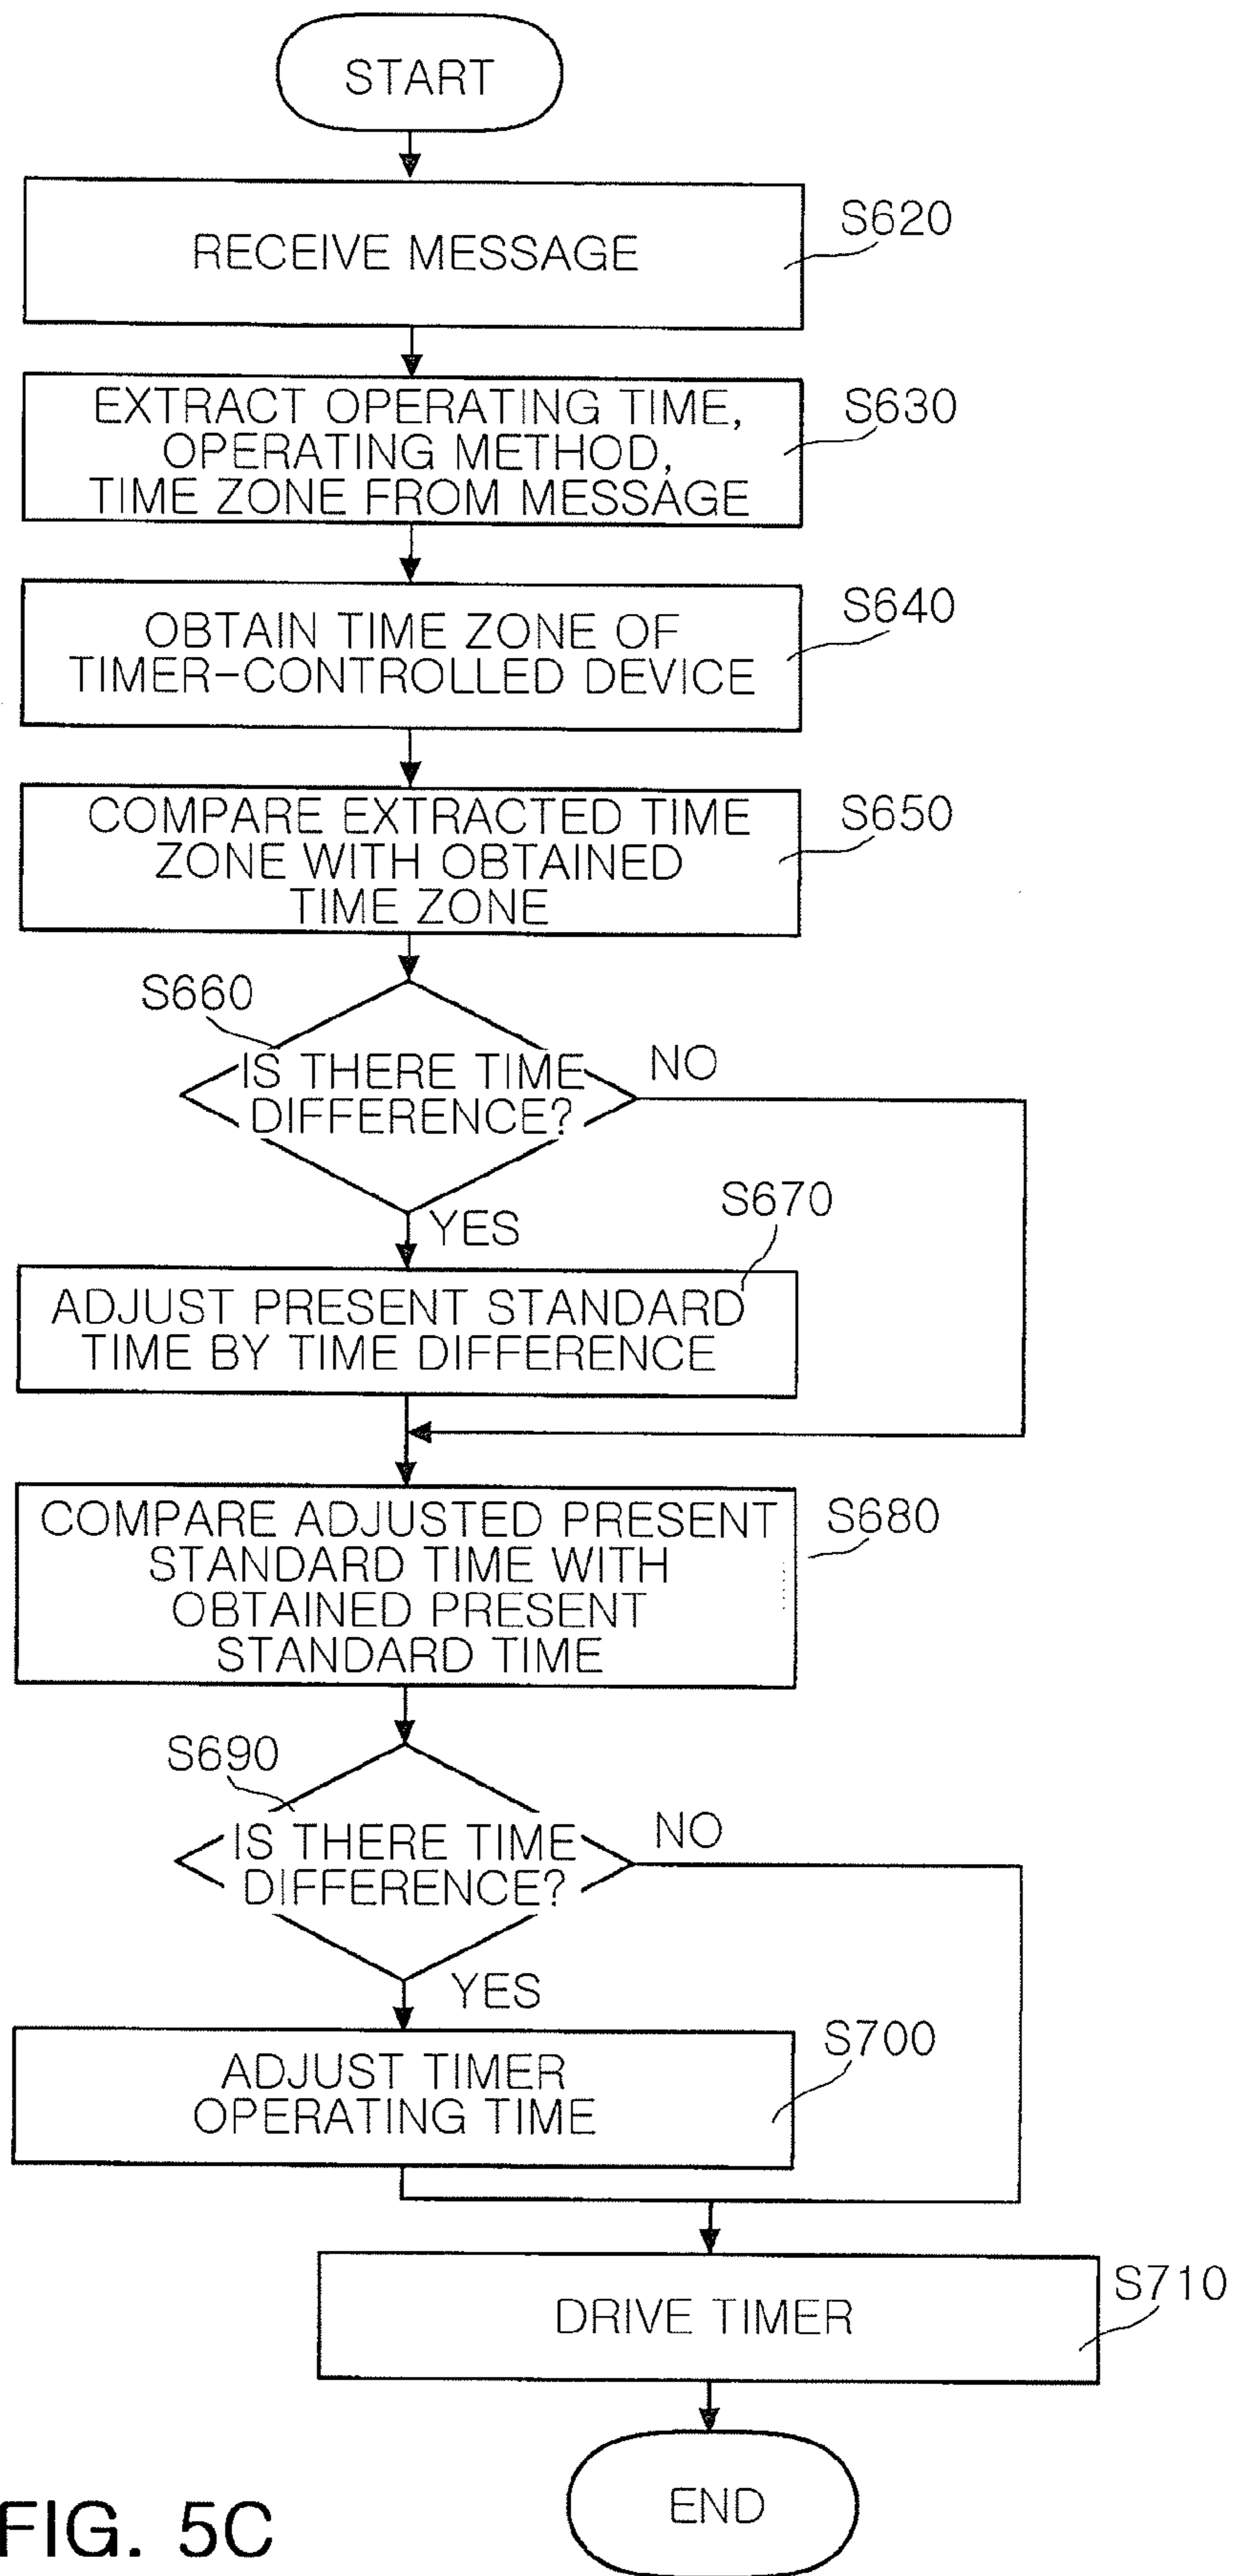 START
RECEIVE MESSAGE
S620
EXTRACT OPERATING TIME,
OPERATING METHOD,
TIME ZONE FROM MESSAGE
S630
OBTAIN TIME ZONE OF
TIMER-CONTROLLED DEVICE
S640
COMPARE EXTRACTED TIME
ZONE WITH OBTAINED
TIME ZONE
S650
S660
IS THERE TIME
DIFFERENCE?
NO
YES
S670
ADJUST PRESENT STANDARD
TIME BY TIME DIFFERENCE
COMPARE ADJUSTED PRESENT
STANDARD TIME WITH
OBTAINED PRESENT
STANDARD TIME
S680
S690
IS THERE TIME
DIFFERENCE?
NO
YES
ADJUST TIMER
OPERATING TIME
S700
DRIVE TIMER
S710
END
FIG. 5C